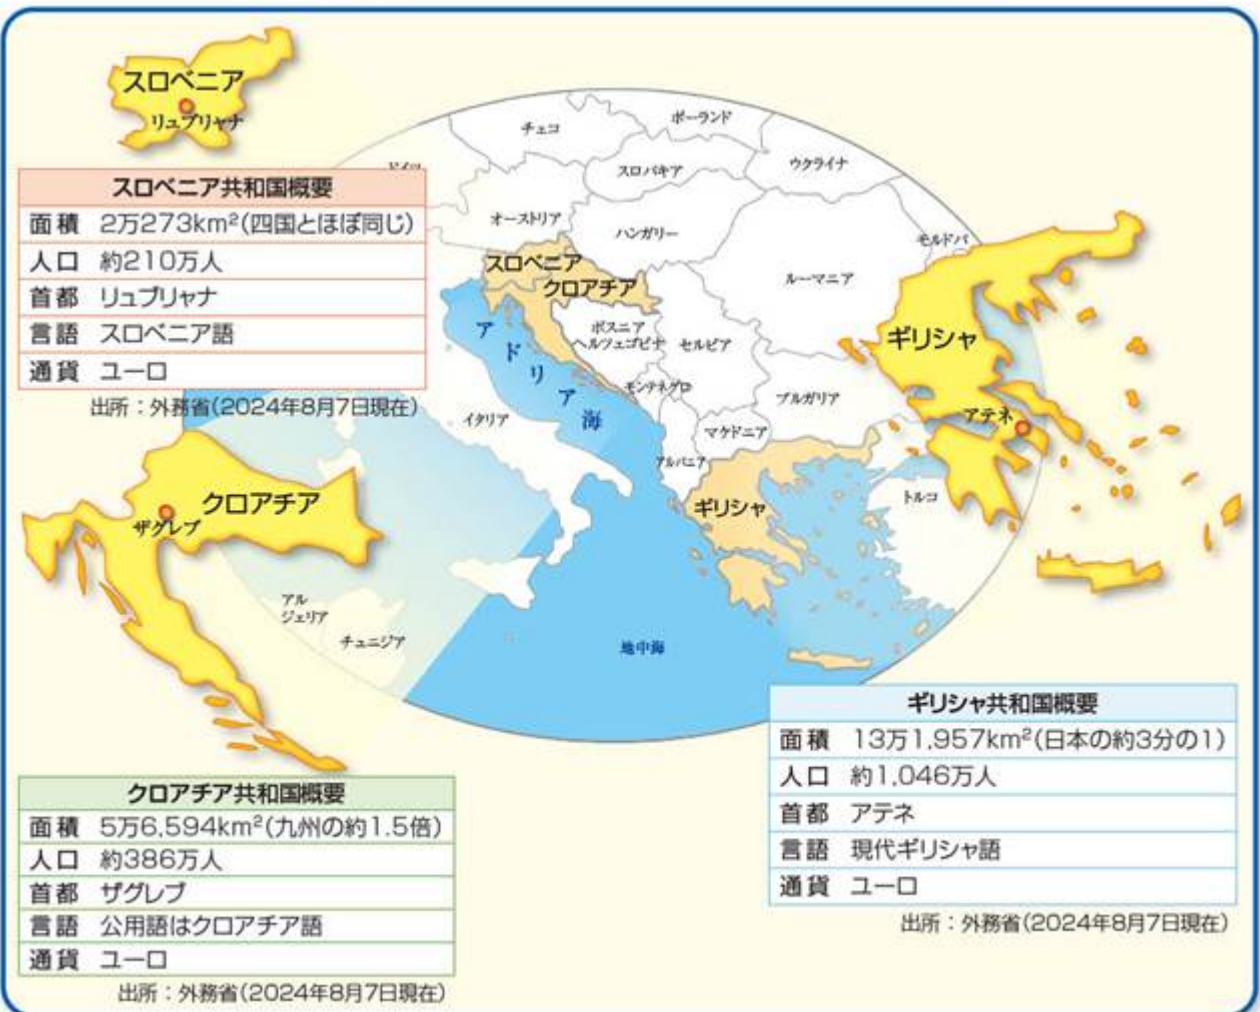 スロベニア
リュブリャナ
スロベニア共和国概要
面積 2万273km²(四国とほぼ同じ)
人口 約210万人
首都 リュブリャナ
言語 スロベニア語
通貨 ユーロ
出所：外務省(2024年8月7日現在)
チェコ
ポーランド
スロバキア
ウクライナ
オーストリア
ハンガリー
モルドバ
ルーマニア
スロベニア
クロアチア
ボスニア
ヘルツェゴビナ
セルビア
モンテネグロ
ブルガリア
マケドニア
アルバニア
イタリア
アドリア海
ギリシャ
トルコ
アル
ジェリア
チュニジア
地中海
ギリシャ
アテネ
クロアチア
ザグレブ
クロアチア共和国概要
面積 5万6,594km²(九州の約1.5倍)
人口 約386万人
首都 ザグレブ
言語 公用語はクロアチア語
通貨 ユーロ
出所：外務省(2024年8月7日現在)
ギリシャ共和国概要
面積 13万1,957km²(日本の約3分の1)
人口 約1,046万人
首都 アテネ
言語 現代ギリシャ語
通貨 ユーロ
出所：外務省(2024年8月7日現在)